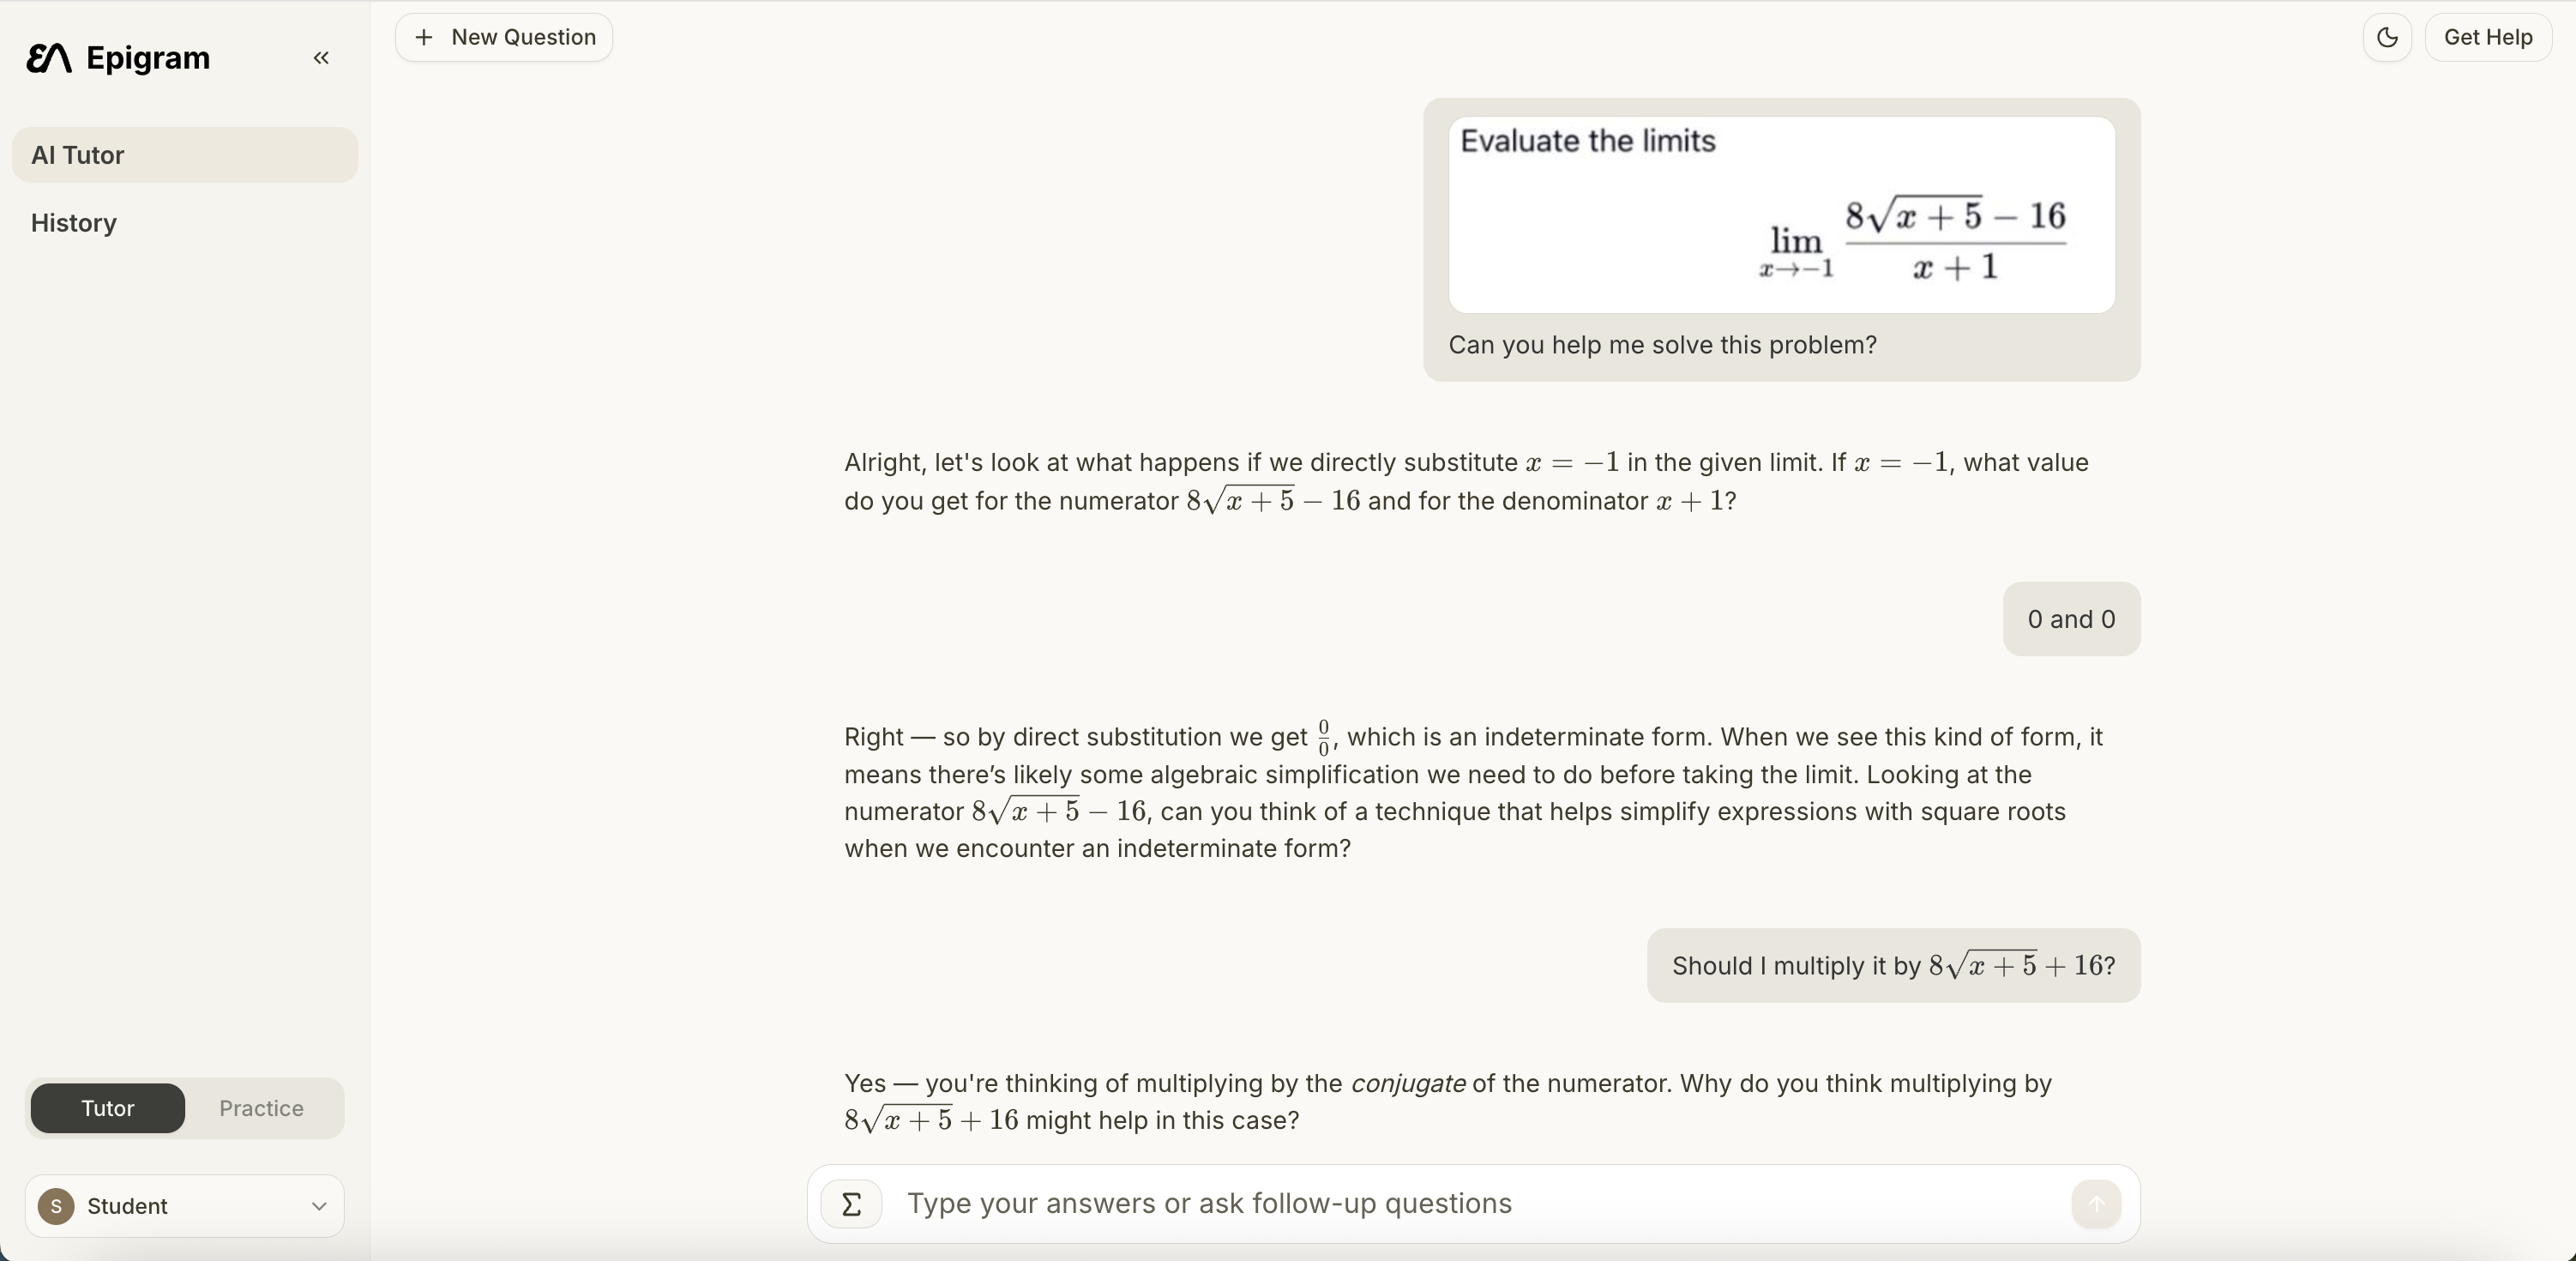 Epigram
New Question
Get Help
AI Tutor
History
Evaluate the limits
lim_{x→−1} \frac{8\sqrt{x + 5} − 16}{x + 1}
Can you help me solve this problem?
Alright, let's look at what happens if we directly substitute x = −1 in the given limit. If x = −1, what value
do you get for the numerator 8√(x + 5) − 16 and for the denominator x + 1?
0 and 0
Right — so by direct substitution we get 0/0, which is an indeterminate form. When we see this kind of form, it
means there’s likely some algebraic simplification we need to do before taking the limit. Looking at the
numerator 8√(x + 5) − 16, can you think of a technique that helps simplify expressions with square roots
when we encounter an indeterminate form?
Should I multiply it by 8√(x + 5) + 16?
Yes — you're thinking of multiplying by the conjugate of the numerator. Why do you think multiplying by
8√(x + 5) + 16 might help in this case?
Tutor
Practice
S
Student
Σ
Type your answers or ask follow-up questions